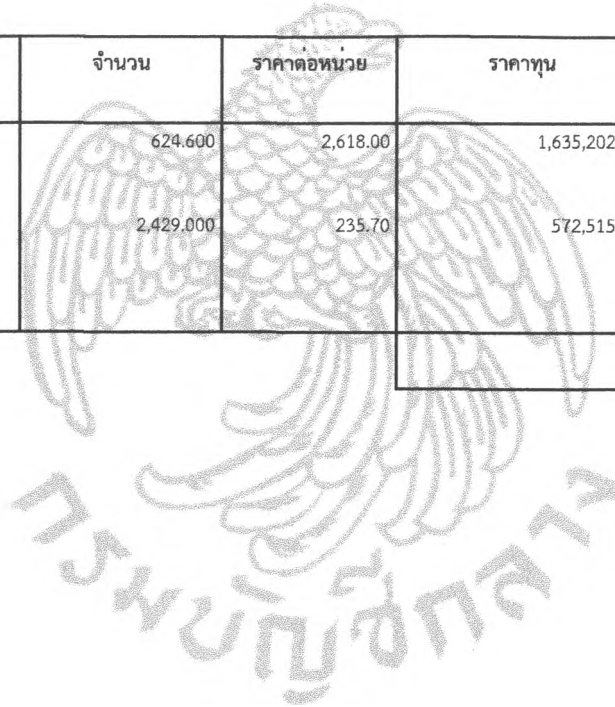 จำนวน ราคาต่อหน่วย ราคาทุน
624.600 2,618.00 1,635,202
2,429.000 235.70 572,515
กรมบัญชีกลาง